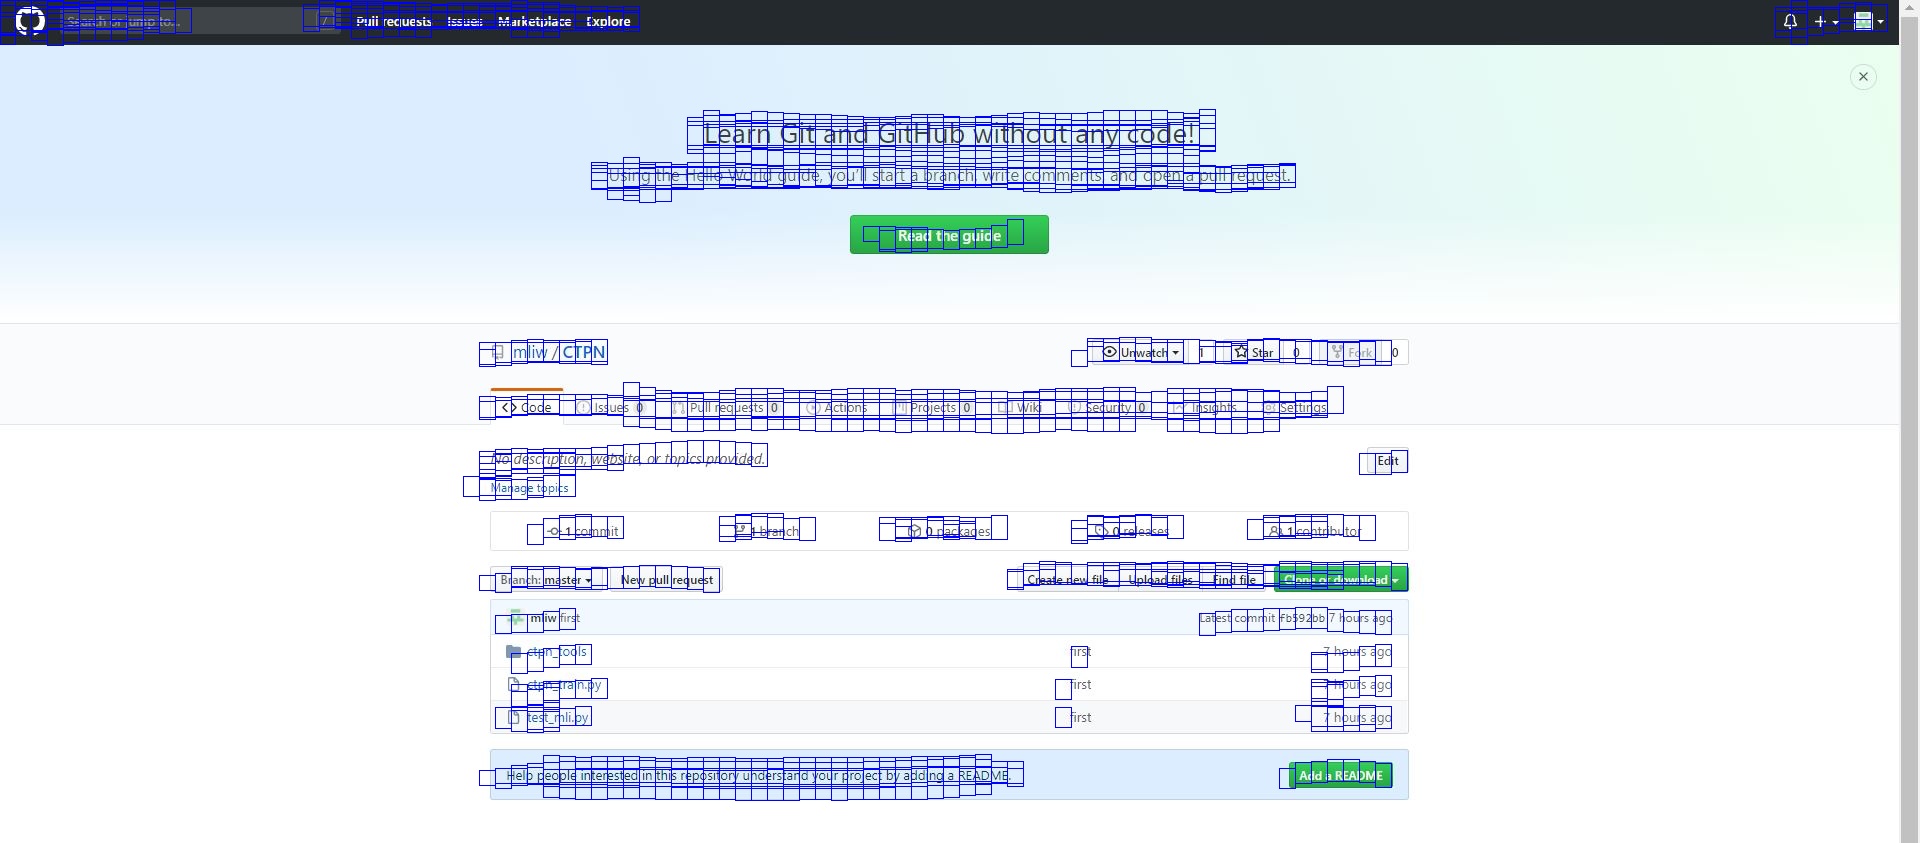 Search or jump to... / Pull requests Issues Marketplace Explore
Learn Git and GitHub without any code!
Using the Hello World guide, you'll start a branch, write comments, and open a pull request.
Read the guide
mliw / CTPN Unwatch 1 Star 0 Fork 0
Code Issues 0 Pull requests 0 Actions Projects 0 Wiki Security 0 Insights Settings
No description, website, or topics provided. Edit
Manage topics
1 commit 1 branch 0 packages 0 releases 1 contributor
Branch: master New pull request Create new file Upload files Find file Clone or download
mliw first Latest commit fb592bb 7 hours ago
ctpn_tools first 7 hours ago
ctpn_train.py first 7 hours ago
test_mli.py first 7 hours ago
Help people interested in this repository understand your project by adding a README. Add a README